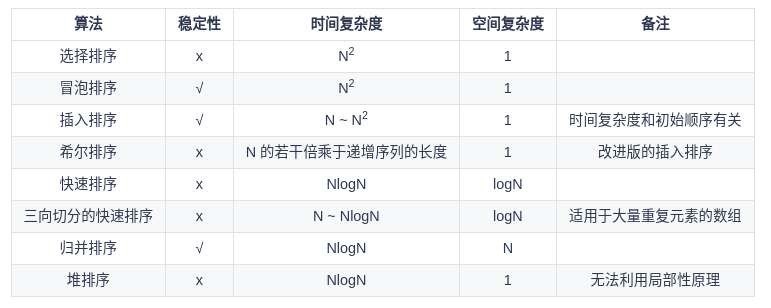 算法 稳定性 时间复杂度 空间复杂度 备注
选择排序 x N² 1
冒泡排序 √ N² 1
插入排序 √ N ~ N² 1 时间复杂度和初始顺序有关
希尔排序 x N 的若干倍乘于递增序列的长度 1 改进版的插入排序
快速排序 x NlogN logN
三向切分的快速排序 x N ~ NlogN logN 适用于大量重复元素的数组
归并排序 √ NlogN N
堆排序 x NlogN 1 无法利用局部性原理